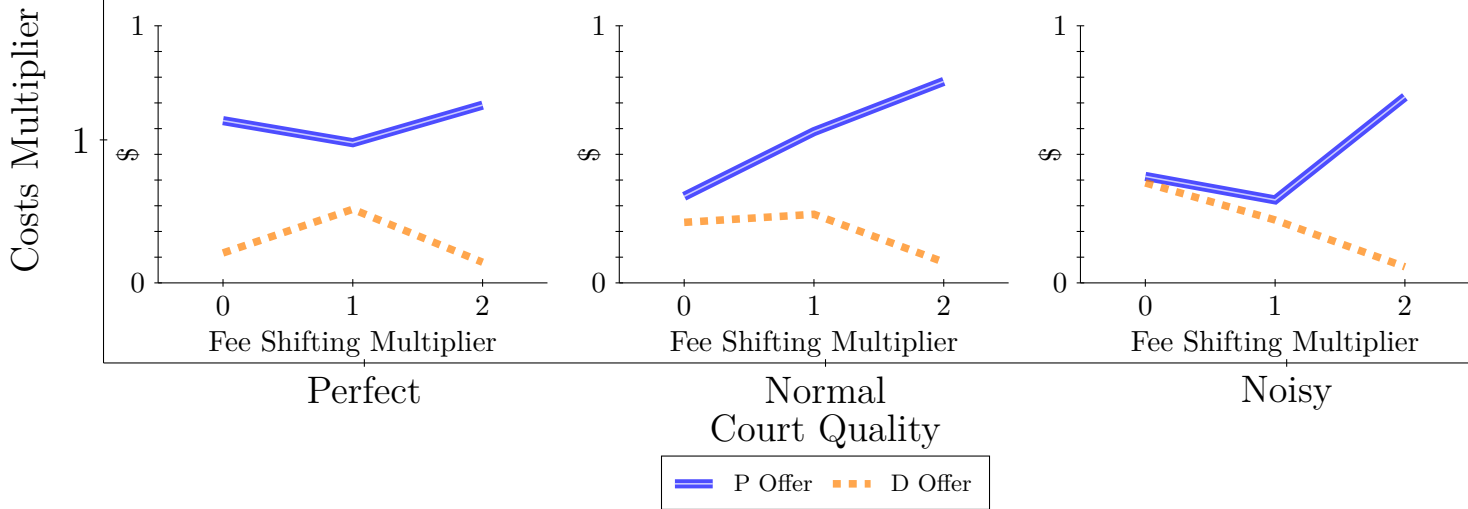 Costs Multiplier
1
1
$
0
0 1 2
Fee Shifting Multiplier
1
$
0
0 1 2
Fee Shifting Multiplier
1
$
0
0 1 2
Fee Shifting Multiplier
Perfect
Normal
Noisy
Court Quality
P Offer
D Offer